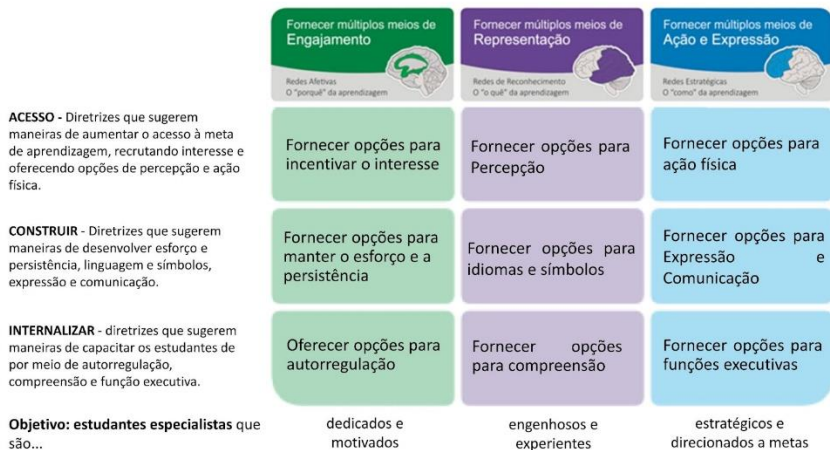 Fornecer múltiplos meios de
Engajamento
Redes Afetivas
O "porquê" da aprendizagem
Fornecer múltiplos meios de
Representação
Redes de Reconhecimento
O "o quê" da aprendizagem
Fornecer múltiplos meios de
Ação e Expressão
Redes Estratégicas
O "como" da aprendizagem
ACESSO - Diretrizes que sugerem
maneiras de aumentar o acesso à meta
de aprendizagem, recrutando interesse e
oferecendo opções de percepção e ação
física.
Fornecer opções para
incentivar o interesse
Fornecer opções para
Percepção
Fornecer opções para
ação física
CONSTRUIR - Diretrizes que sugerem
maneiras de desenvolver esforço e
persistência, linguagem e símbolos,
expressão e comunicação.
Fornecer opções para
manter o esforço e a
persistência
Fornecer opções para
idiomas e símbolos
Fornecer opções para
Expressão e
Comunicação
INTERNALIZAR - diretrizes que sugerem
maneiras de capacitar os estudantes de
por meio de autorregulação,
compreensão e função executiva.
Oferecer opções para
autorregulação
Fornecer opções
para compreensão
Fornecer opções para
funções executivas
Objetivo: estudantes especialistas que
são...
dedicados e
motivados
engenhosos e
experientes
estratégicos e
direcionados a metas